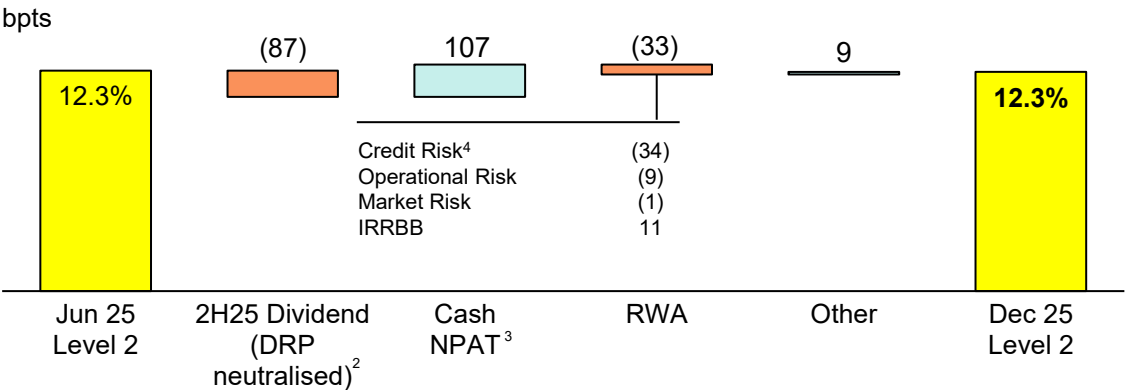 bpts
(87)
107
(33)
9
12.3%
12.3%
Credit Risk⁴ (34)
Operational Risk (9)
Market Risk (1)
IRRBB 11
Jun 25
Level 2
2H25 Dividend
(DRP
neutralised)²
Cash
NPAT³
RWA
Other
Dec 25
Level 2